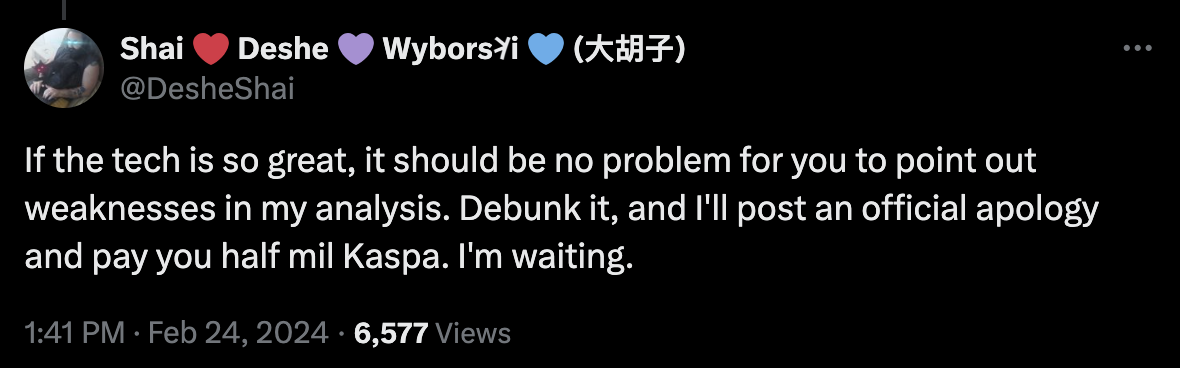 Shai ❤️ Deshe 💜 Wybors𐤊i 💙 (大胡子)
@DesheShai
If the tech is so great, it should be no problem for you to point out
weaknesses in my analysis. Debunk it, and I'll post an official apology
and pay you half mil Kaspa. I'm waiting.
1:41 PM · Feb 24, 2024 · 6,577 Views